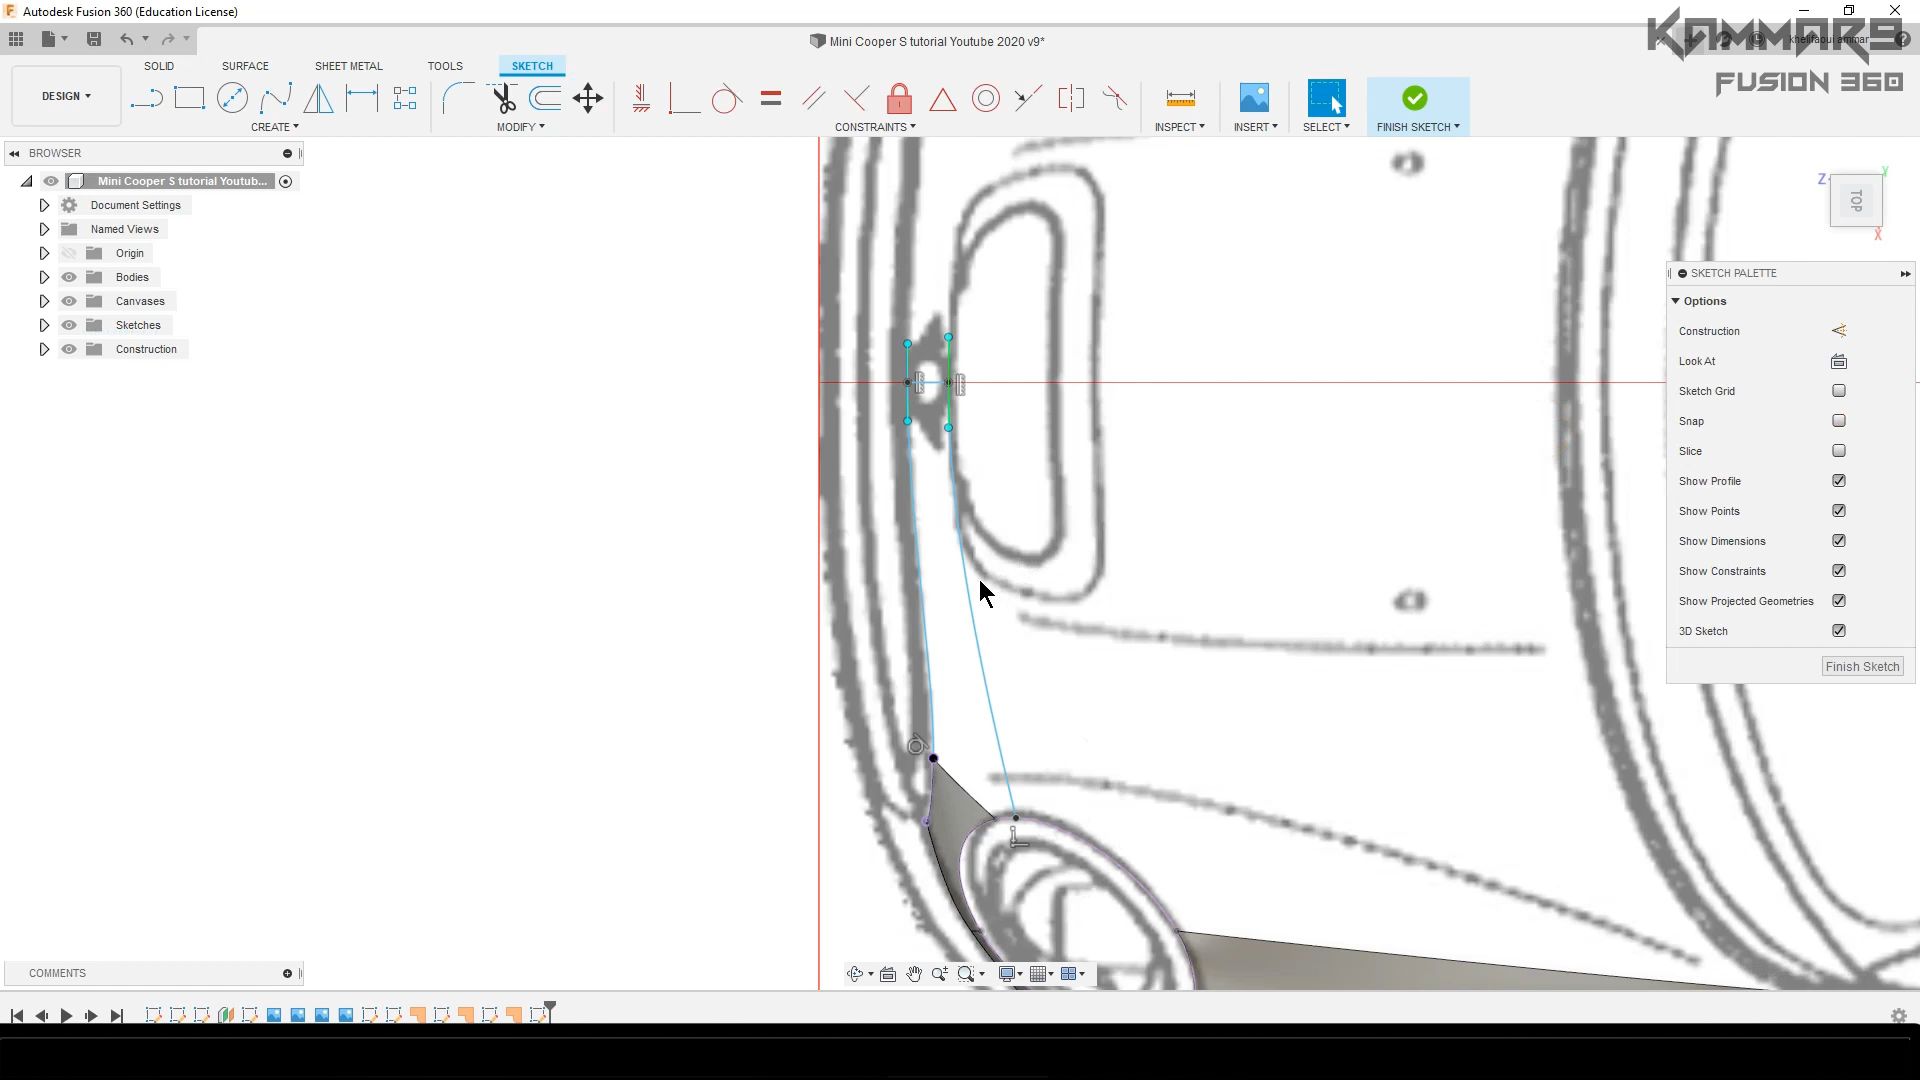 Autodesk Fusion 360 (Education License)
Mini Cooper S tutorial Youtube 2020 v9*
khelifaoui ammar
KAMMAR9
FUSION 360
SOLID
SURFACE
SHEET METAL
TOOLS
SKETCH
DESIGN
CREATE
MODIFY
CONSTRAINTS
INSPECT
INSERT
SELECT
FINISH SKETCH
BROWSER
Mini Cooper S tutorial Youtub...
Document Settings
Named Views
Origin
Bodies
Canvases
Sketches
Construction
Z
Y
TOP
X
SKETCH PALETTE
Options
Construction
Look At
Sketch Grid
Snap
Slice
Show Profile
Show Points
Show Dimensions
Show Constraints
Show Projected Geometries
3D Sketch
Finish Sketch
COMMENTS